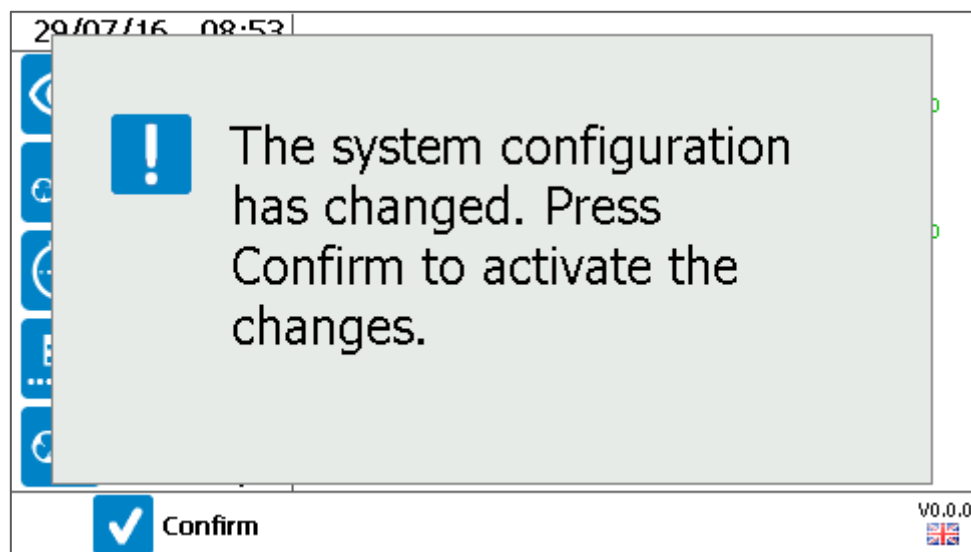 29/07/16 08:53
The system configuration
has changed. Press
Confirm to activate the
changes.
Confirm
V0.0.0